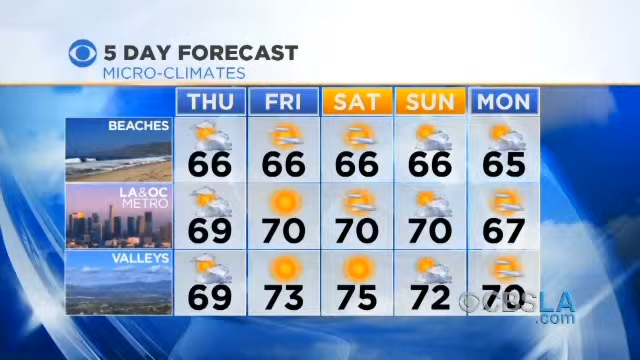 5 DAY FORECAST
MICRO-CLIMATES
THU FRI SAT SUN MON
BEACHES
66 66 66 66 65
LA&OC
METRO
69 70 70 70 67
VALLEYS
69 73 75 72 70
CBSLA
.com